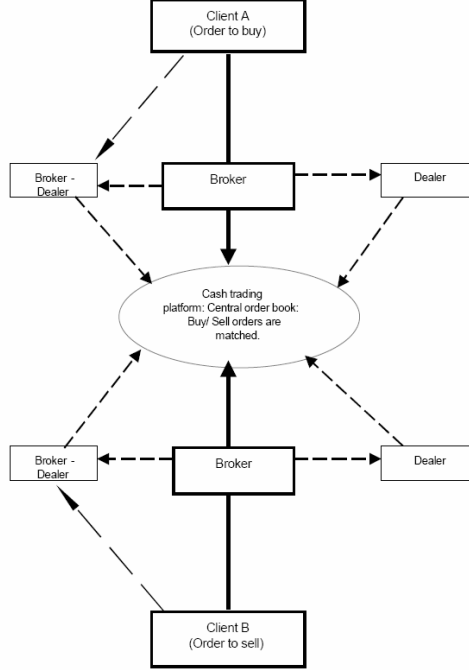 Client A
(Order to buy)
Broker -
Dealer
Broker
Dealer
Cash trading
platform: Central order book:
Buy/ Sell orders are
matched.
Broker -
Dealer
Broker
Dealer
Client B
(Order to sell)